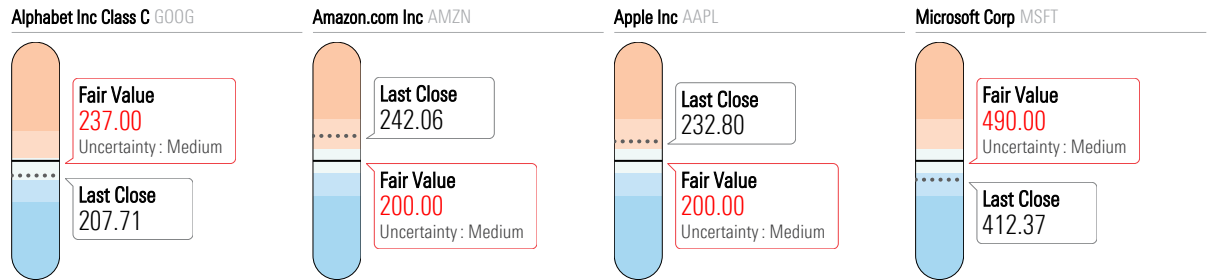 Alphabet Inc Class C GOOG
Fair Value
237.00
Uncertainty : Medium
Last Close
207.71
Amazon.com Inc AMZN
Last Close
242.06
Fair Value
200.00
Uncertainty : Medium
Apple Inc AAPL
Last Close
232.80
Fair Value
200.00
Uncertainty : Medium
Microsoft Corp MSFT
Fair Value
490.00
Uncertainty : Medium
Last Close
412.37